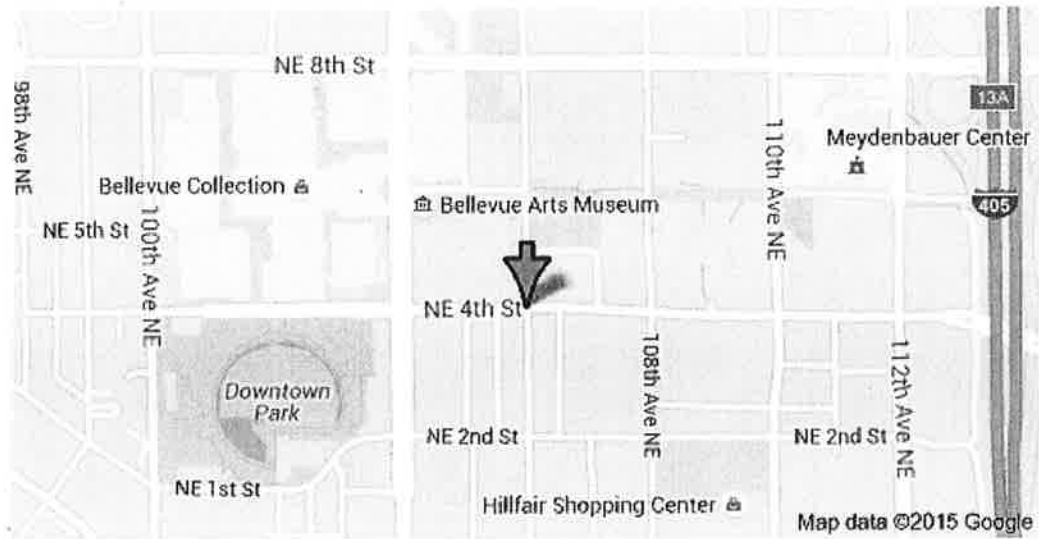 NE 8th St
98th Ave NE
13A
110th Ave NE
Meydenbauer Center
Bellevue Collection
405
Bellevue Arts Museum
NE 5th St
100th Ave NE
NE 4th St
108th Ave NE
112th Ave NE
Downtown
Park
NE 2nd St
NE 2nd St
NE 1st St
Hillfair Shopping Center
Map data ©2015 Google